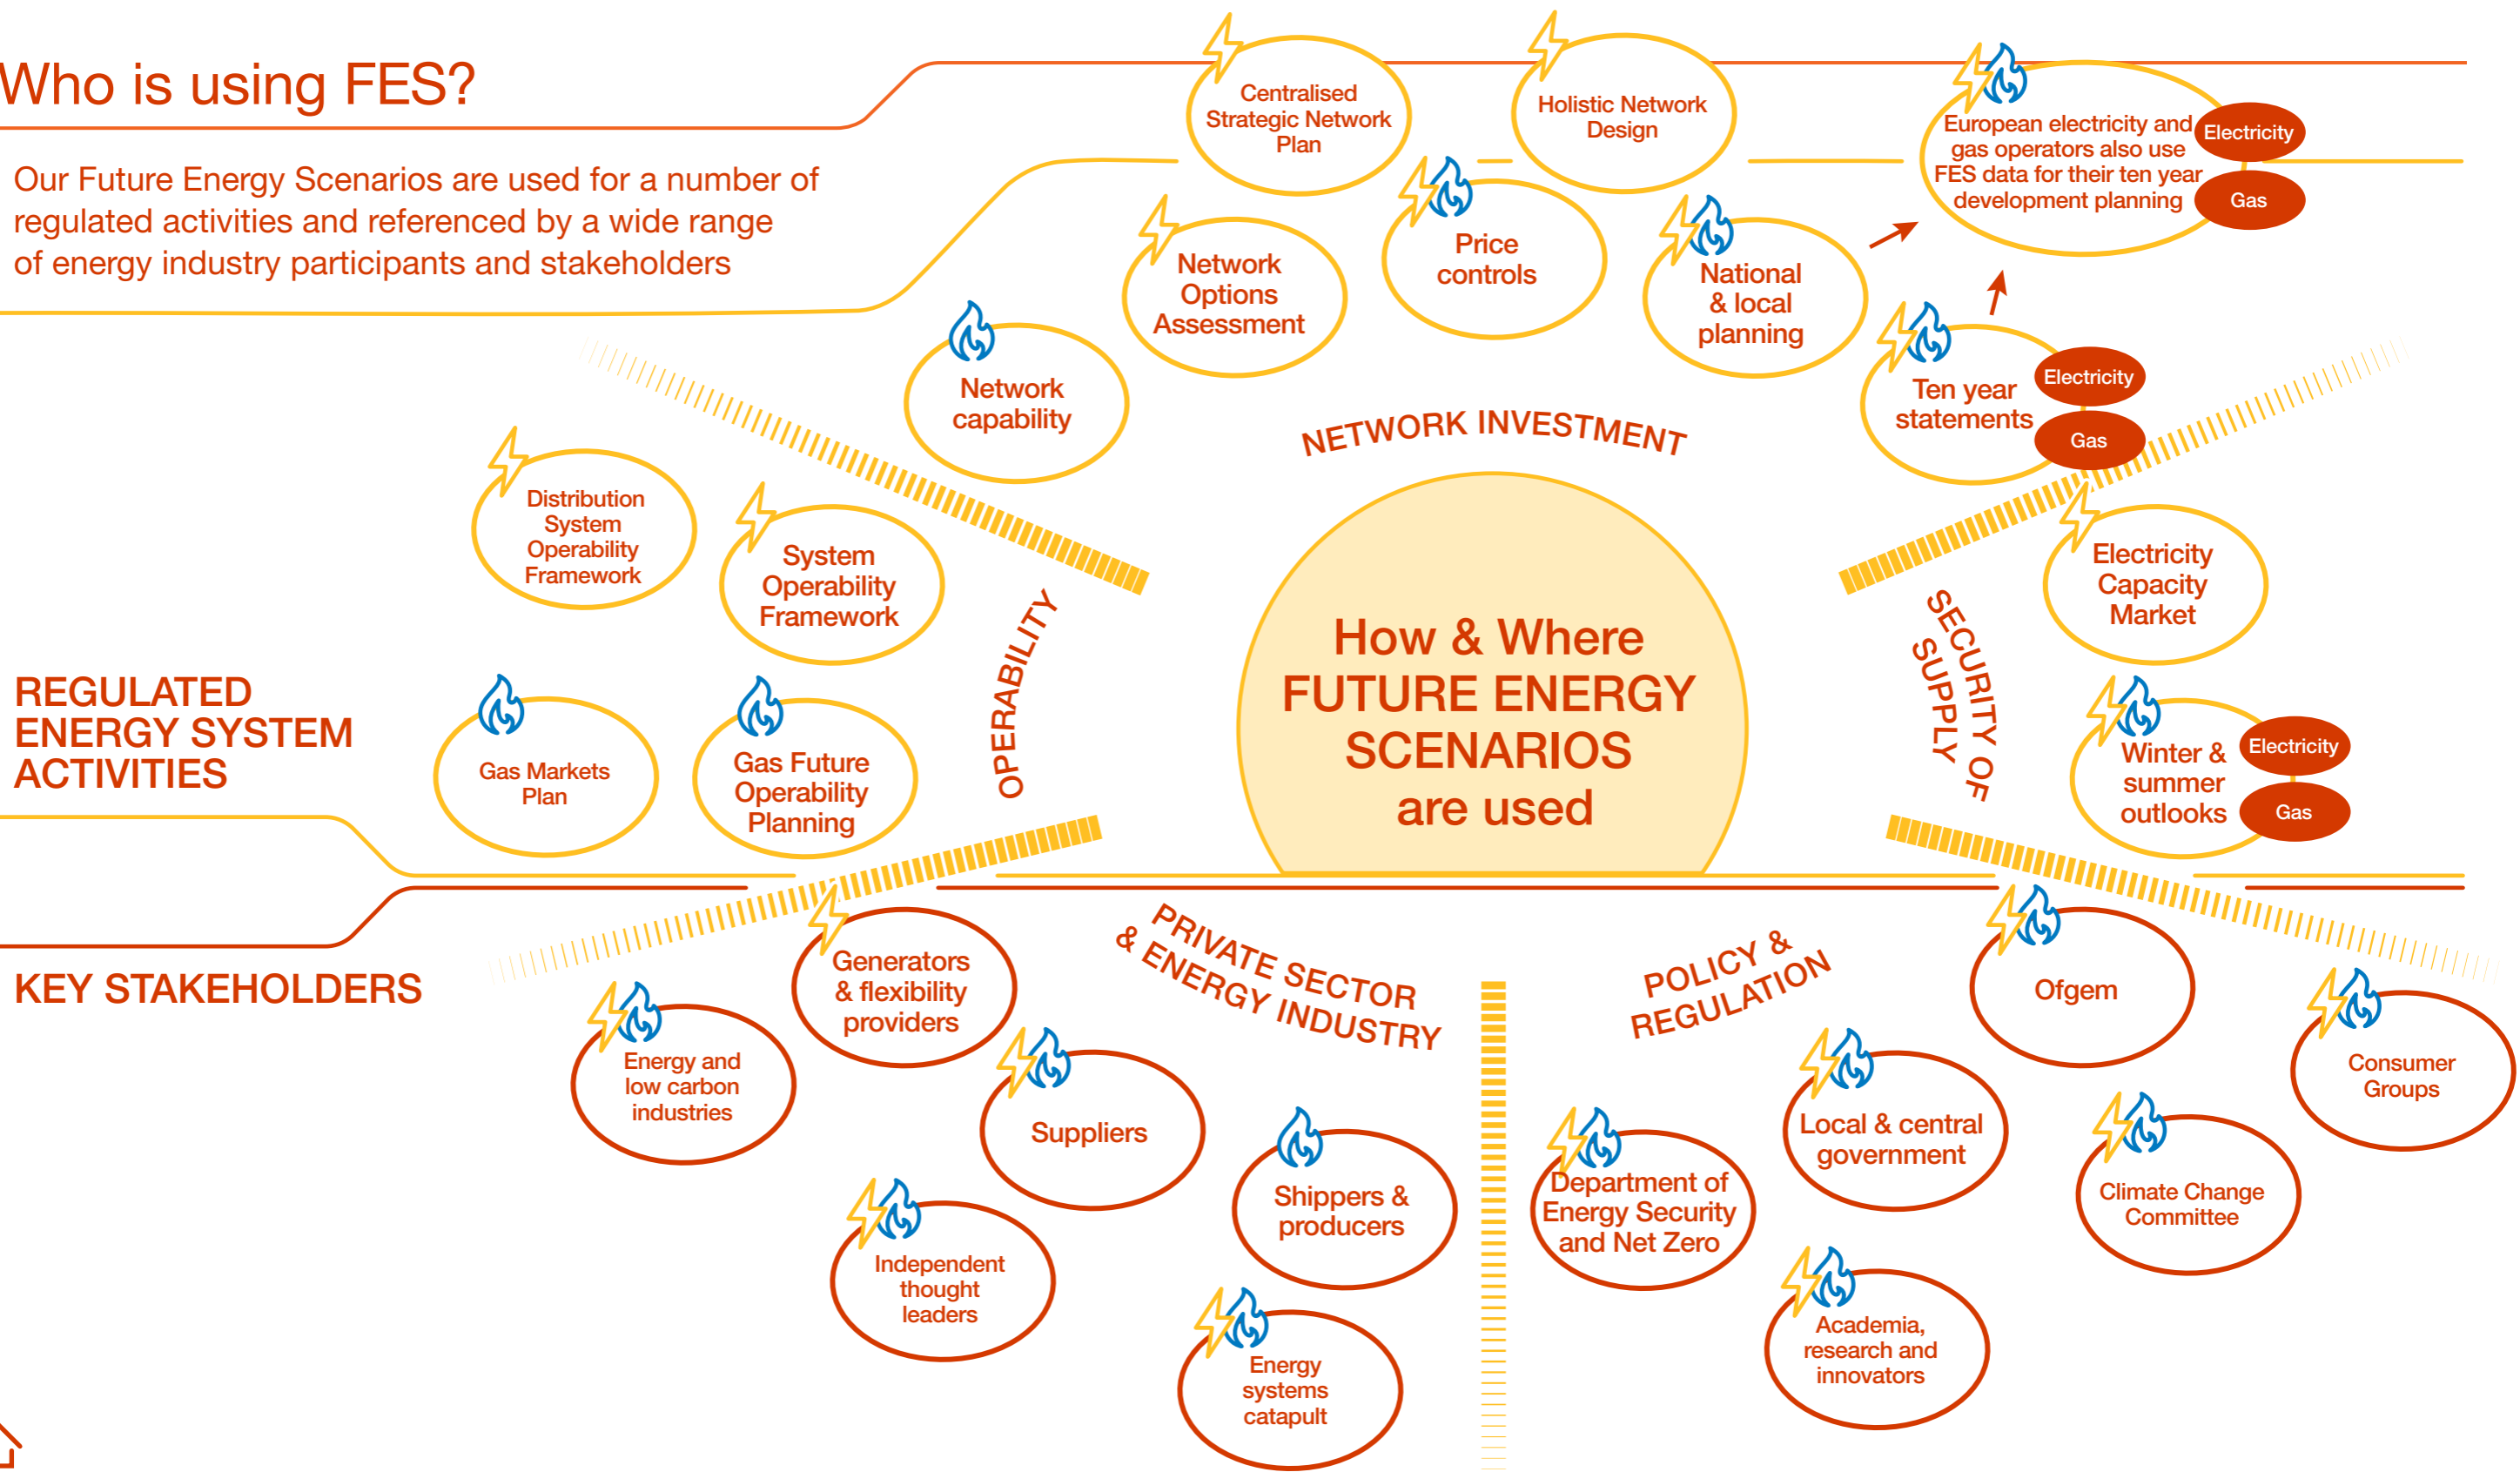 Who is using FES?
Our Future Energy Scenarios are used for a number of
regulated activities and referenced by a wide range
of energy industry participants and stakeholders
Centralised
Strategic Network
Plan
Holistic Network
Design
European electricity and
gas operators also use
FES data for their ten year
development planning
Electricity
Gas
Network
Options
Assessment
Price
controls
National
& local
planning
Network
capability
Ten year
statements
Electricity
Gas
NETWORK INVESTMENT
Distribution
System
Operability
Framework
System
Operability
Framework
Gas Markets
Plan
Gas Future
Operability
Planning
OPERABILITY
How & Where
FUTURE ENERGY
SCENARIOS
are used
SECURITY OF
SUPPLY
Electricity
Capacity
Market
Winter &
summer
outlooks
Electricity
Gas
REGULATED
ENERGY SYSTEM
ACTIVITIES
KEY STAKEHOLDERS
PRIVATE SECTOR
& ENERGY INDUSTRY
Generators
& flexibility
providers
Energy and
low carbon
industries
Suppliers
Shippers &
producers
Independent
thought
leaders
Energy
systems
catapult
POLICY &
REGULATION
Ofgem
Consumer
Groups
Local & central
government
Climate Change
Committee
Department of
Energy Security
and Net Zero
Academia,
research and
innovators